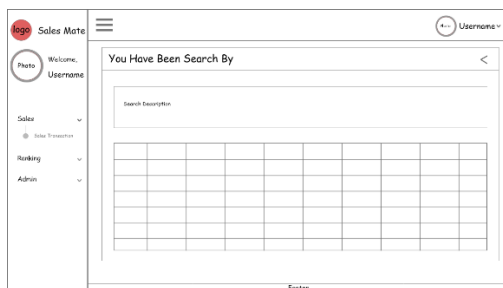 logo Sales Mate
Username
Photo
Welcome,
Username
You Have Been Search By
Search Description
Sales
Sales Transaction
Ranking
Admin
Footer